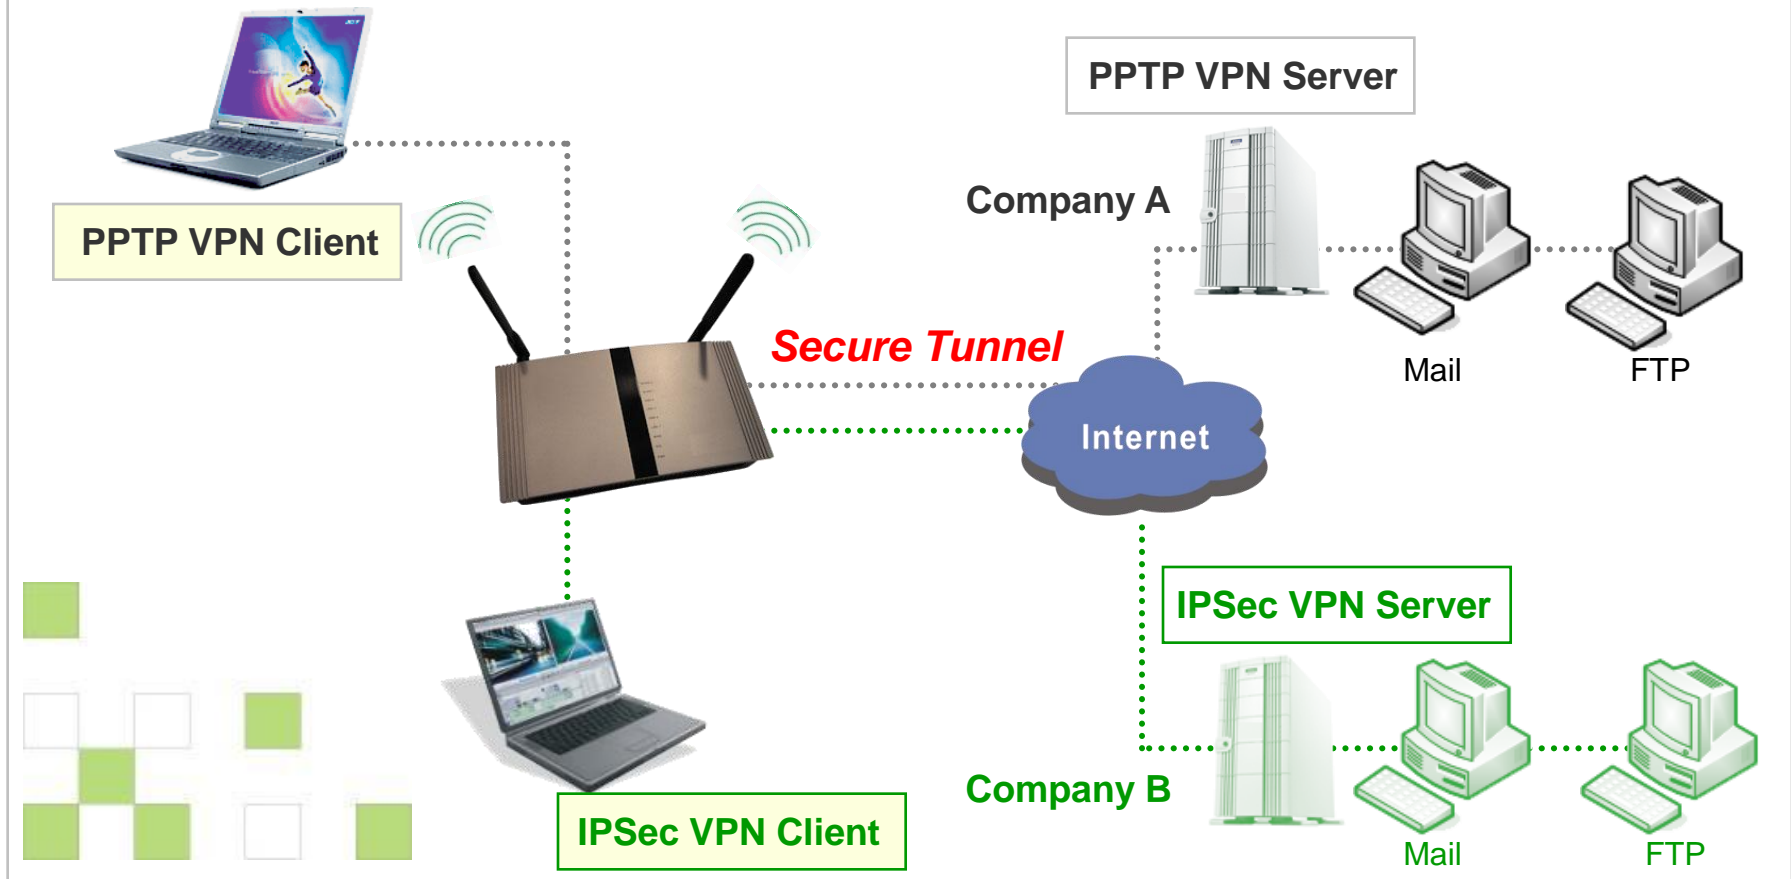 PPTP VPN Server
Company A
PPTP VPN Client
Secure Tunnel
Mail
FTP
Internet
IPSec VPN Server
Company B
IPSec VPN Client
Mail
FTP